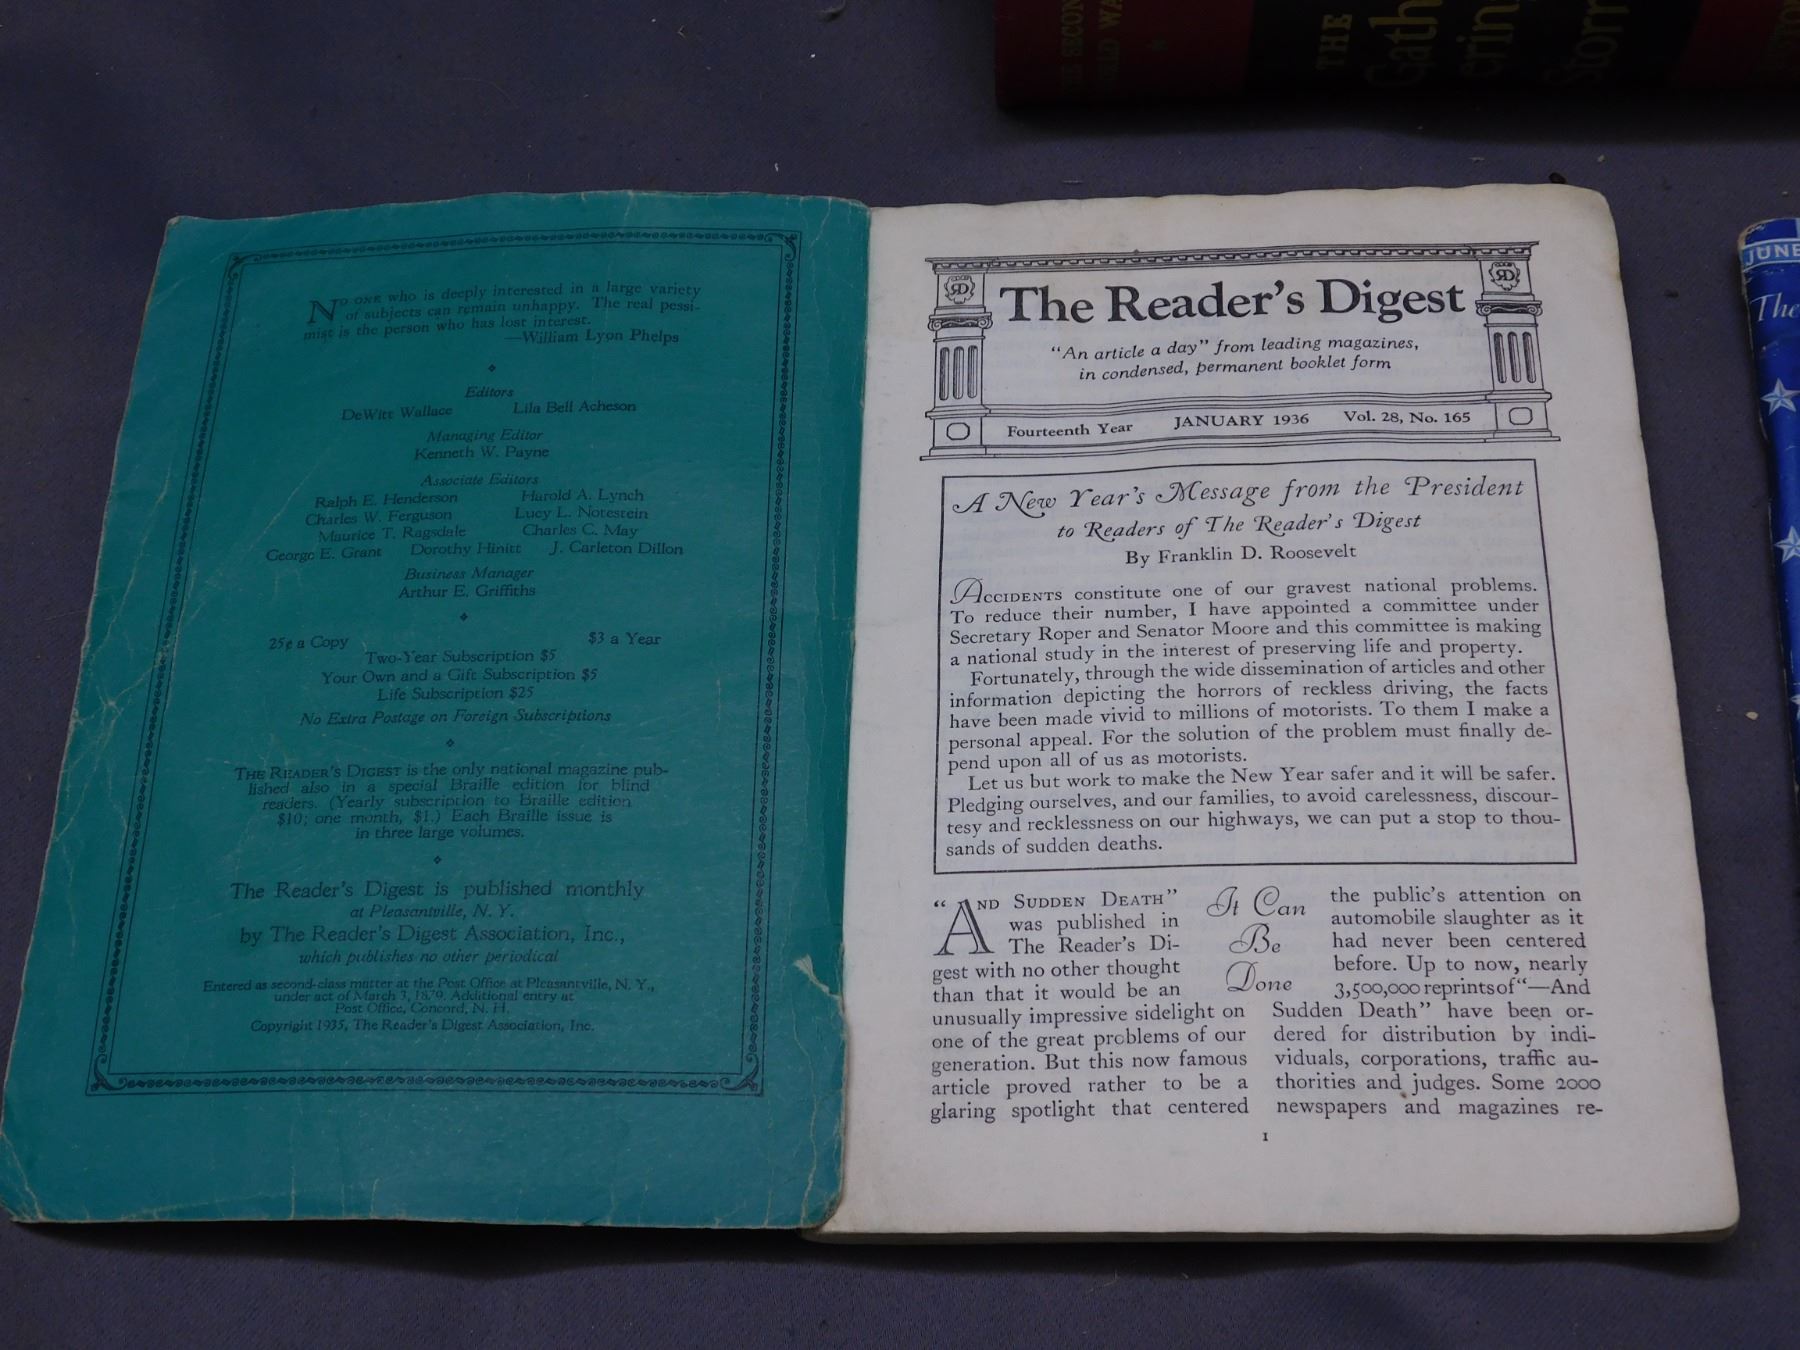 THE SECOND
WORLD WAR
THE
Gath
ering
Storm
No one who is deeply interested in a large variety
of subjects can remain unhappy. The real pessi-
mist is the person who has lost interest.
—William Lyon Phelps
Editors
DeWitt Wallace Lila Bell Acheson
Managing Editor
Kenneth W. Payne
Associate Editors
Ralph E. Henderson Harold A. Lynch
Charles W. Ferguson Lucy L. Notestein
Maurice T. Ragsdale Charles C. May
George E. Grant Dorothy Hinitt J. Carleton Dillon
Business Manager
Arthur E. Griffiths
25¢ a Copy $3 a Year
Two-Year Subscription $5
Your Own and a Gift Subscription $5
Life Subscription $25
No Extra Postage on Foreign Subscriptions
The Reader's Digest is the only national magazine pub-
lished also in a special Braille edition for blind
readers. (Yearly subscription to Braille edition
$10; one month, $1.) Each Braille issue is
in three large volumes.
The Reader's Digest is published monthly
at Pleasantville, N. Y.
by The Reader's Digest Association, Inc.,
which publishes no other periodical
Entered as second-class matter at the Post Office at Pleasantville, N. Y.,
under act of March 3, 1879. Additional entry at
Post Office, Concord, N. H.
Copyright 1935, The Reader's Digest Association, Inc.
RD RD
The Reader's Digest
"An article a day" from leading magazines,
in condensed, permanent booklet form
Fourteenth Year JANUARY 1936 Vol. 28, No. 165
A New Year's Message from the President
to Readers of The Reader's Digest
By Franklin D. Roosevelt
Accidents constitute one of our gravest national problems.
To reduce their number, I have appointed a committee under
Secretary Roper and Senator Moore and this committee is making
a national study in the interest of preserving life and property.
Fortunately, through the wide dissemination of articles and other
information depicting the horrors of reckless driving, the facts
have been made vivid to millions of motorists. To them I make a
personal appeal. For the solution of the problem must finally de-
pend upon all of us as motorists.
Let us but work to make the New Year safer and it will be safer.
Pledging ourselves, and our families, to avoid carelessness, discour-
tesy and recklessness on our highways, we can put a stop to thou-
sands of sudden deaths.
It Can
Be
Done
"And Sudden Death"
was published in
The Reader's Di-
gest with no other thought
than that it would be an
unusually impressive sidelight on
one of the great problems of our
generation. But this now famous
article proved rather to be a
glaring spotlight that centered
the public's attention on
automobile slaughter as it
had never been centered
before. Up to now, nearly
3,500,000 reprints of "—And
Sudden Death" have been or-
dered for distribution by indi-
viduals, corporations, traffic au-
thorities and judges. Some 2000
newspapers and magazines re-
1
JUNE
The